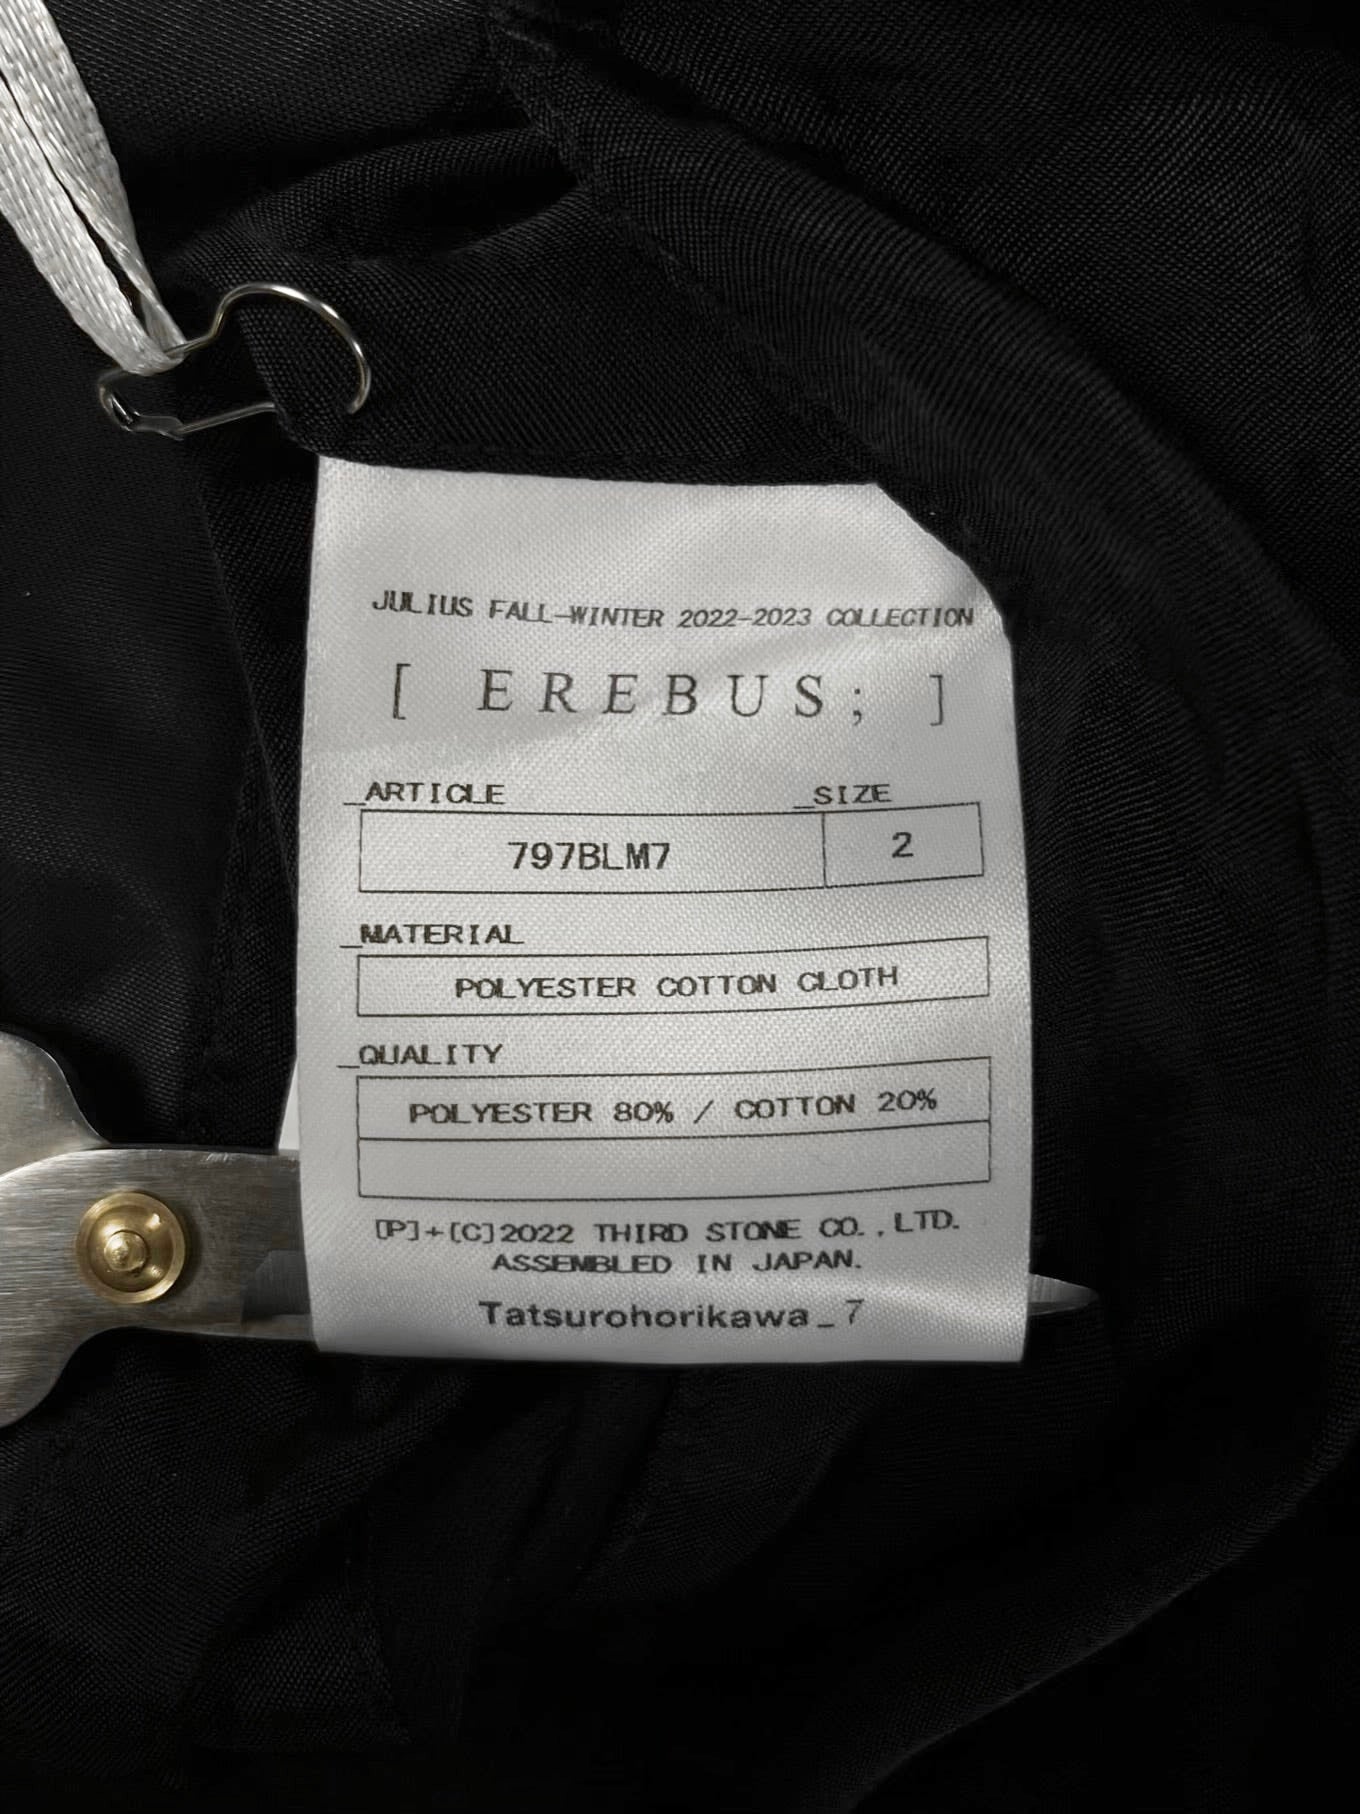 JULIUS FALL-WINTER 2022-2023 COLLECTION
[ EREBUS; ]
_ARTICLE _SIZE
797BLM7 2
_MATERIAL
POLYESTER COTTON CLOTH
_QUALITY
POLYESTER 80% / COTTON 20%
[P]+[C]2022 THIRD STONE CO.,LTD.
ASSEMBLED IN JAPAN.
Tatsurohorikawa_7